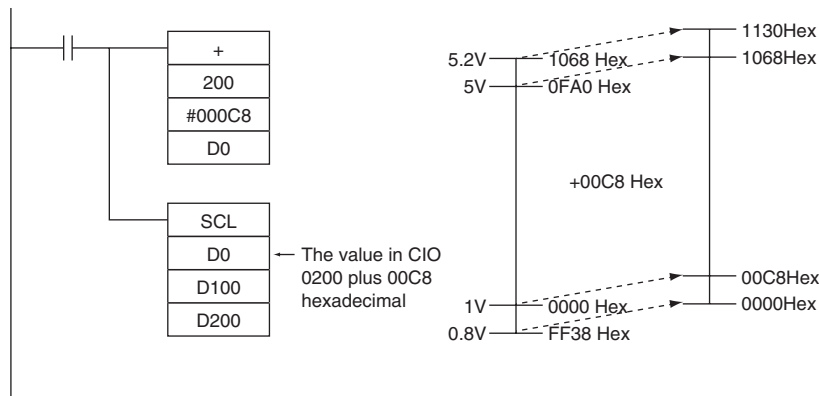 +
200
#000C8
D0
SCL
D0
D100
D200
The value in CIO
0200 plus 00C8
hexadecimal
5.2V
1068 Hex
5V
0FA0 Hex
+00C8 Hex
1V
0000 Hex
0.8V
FF38 Hex
1130Hex
1068Hex
00C8Hex
0000Hex